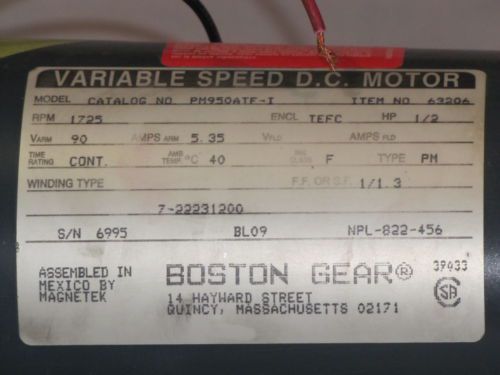 VARIABLE SPEED D.C. MOTOR
MODEL CATALOG NO. PM950ATF-1 ITEM NO 63206
RPM 1725 ENCL TEFC HP 1/2
VARM 90 AMPS ARM 5.35 VFLD AMPS FLD
TIME RATING CONT. AMB TEMP °C 40 CLASS F TYPE PM
WINDING TYPE F.F. OR S.F. 1/1.3
7-22231200
S/N 6995 BL09 NPL-822-456
ASSEMBLED IN MEXICO BY MAGNETEK
BOSTON GEAR®
14 HAYWARD STREET
QUINCY, MASSACHUSETTS 02171
39433
SA